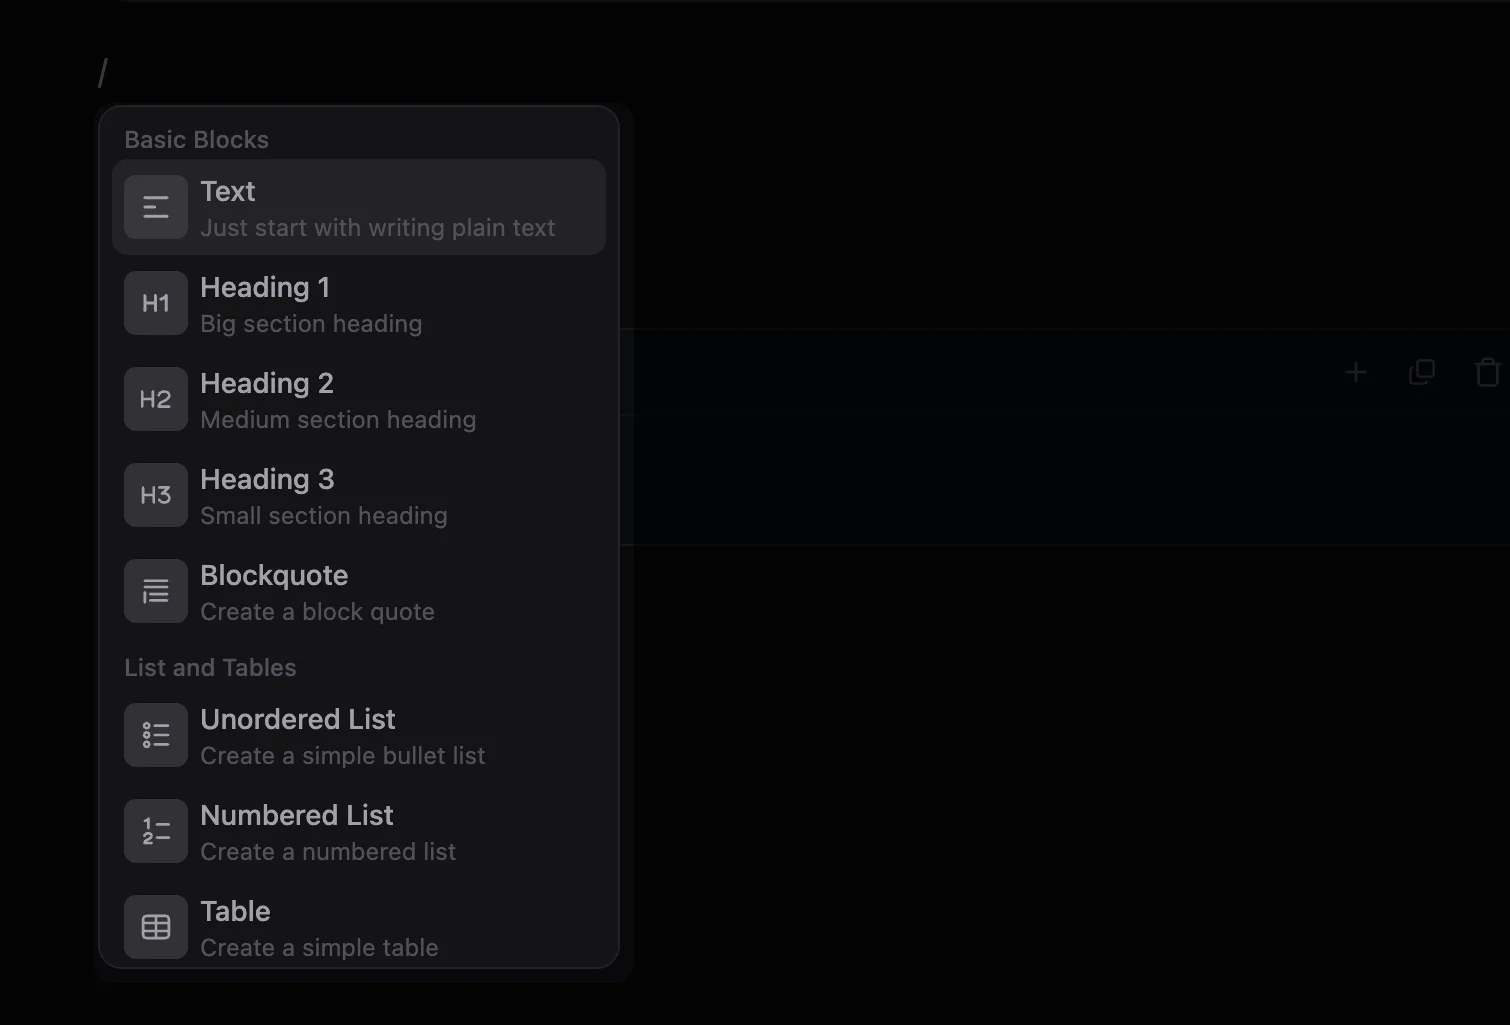 /
Basic Blocks
Text
Just start with writing plain text
H1
Heading 1
Big section heading
H2
Heading 2
Medium section heading
H3
Heading 3
Small section heading
Blockquote
Create a block quote
List and Tables
Unordered List
Create a simple bullet list
Numbered List
Create a numbered list
Table
Create a simple table